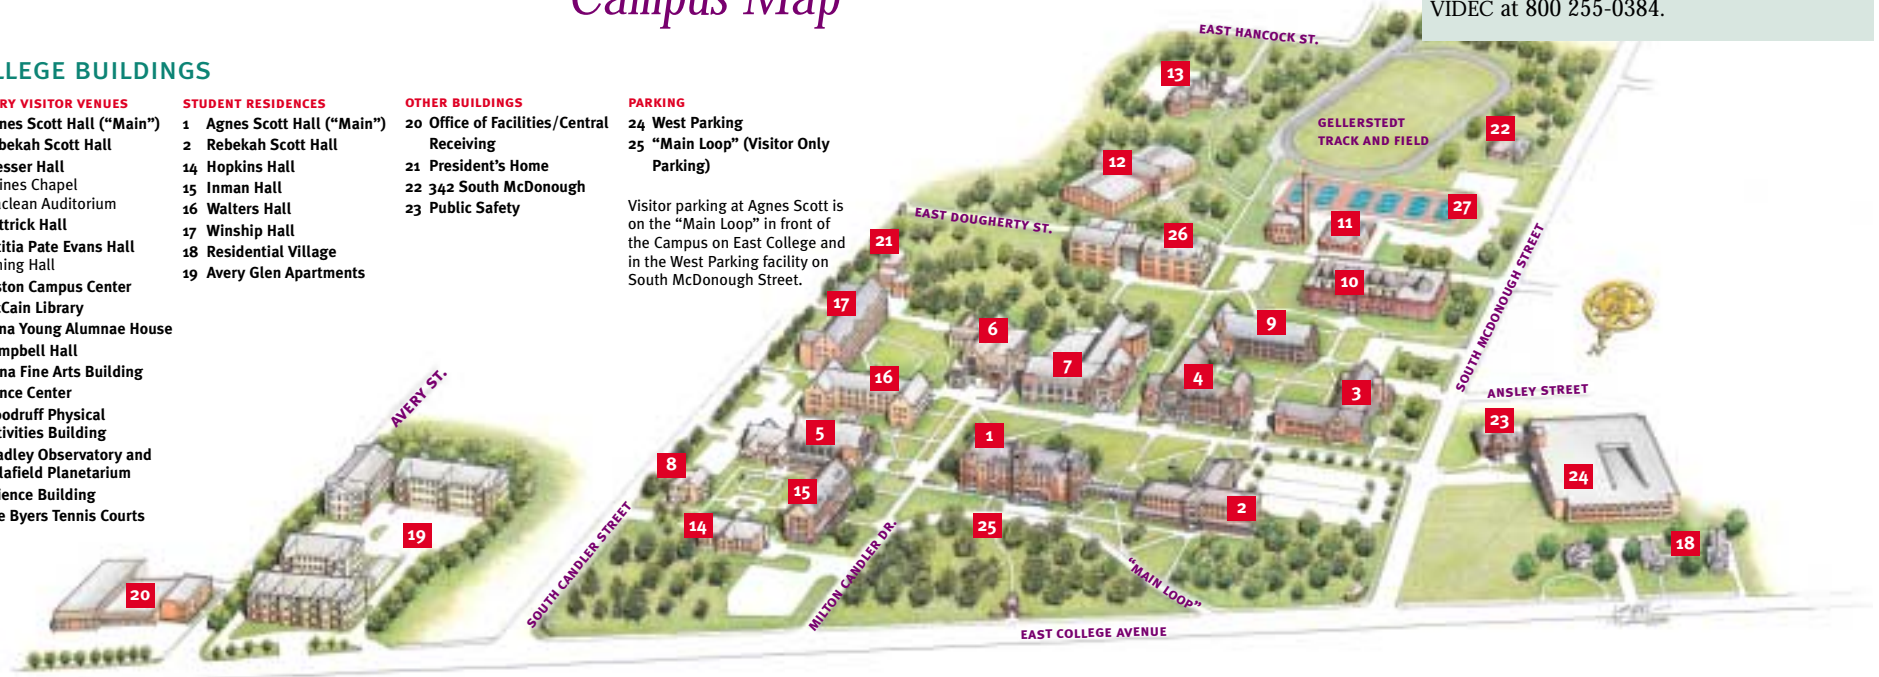 Campus Map
VIDEC at 800 255-0384.
LLEGE BUILDINGS
RY VISITOR VENUES
nes Scott Hall (“Main”)
bekah Scott Hall
esser Hall
ines Chapel
clean Auditorium
ttrick Hall
itia Pate Evans Hall
ning Hall
ston Campus Center
Cain Library
na Young Alumnae House
mpbell Hall
na Fine Arts Building
nce Center
oodruff Physical
tivities Building
adley Observatory and
lafield Planetarium
ience Building
e Byers Tennis Courts
STUDENT RESIDENCES
1 Agnes Scott Hall (“Main”)
2 Rebekah Scott Hall
14 Hopkins Hall
15 Inman Hall
16 Walters Hall
17 Winship Hall
18 Residential Village
19 Avery Glen Apartments
OTHER BUILDINGS
20 Office of Facilities/Central
Receiving
21 President’s Home
22 342 South McDonough
23 Public Safety
PARKING
24 West Parking
25 “Main Loop” (Visitor Only
Parking)
Visitor parking at Agnes Scott is
on the “Main Loop” in front of
the Campus on East College and
in the West Parking facility on
South McDonough Street.
EAST HANCOCK ST.
13
GELLERSTEDT
TRACK AND FIELD
22
12
27
EAST DOUGHERTY ST.
11
26
21
10
17
9
6
7
4
3
16
SOUTH MCDONOUGH STREET
ANSLEY STREET
AVERY ST.
23
5
1
8
24
15
2
14
25
19
18
SOUTH CANDLER STREET
MILTON CANDLER DR.
“MAIN LOOP”
20
EAST COLLEGE AVENUE